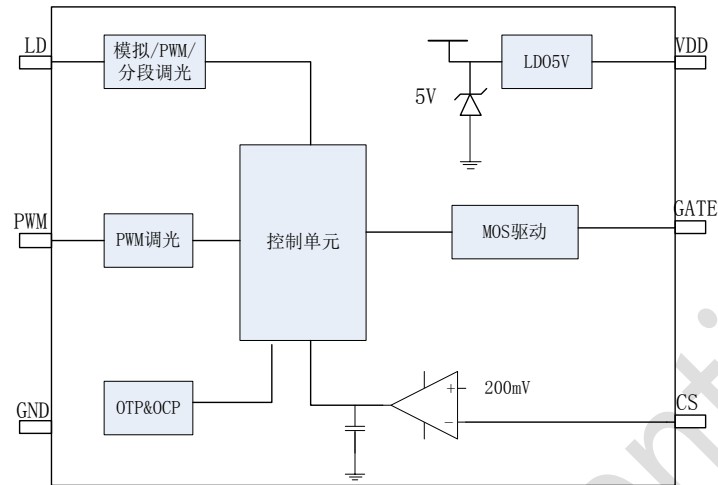 LD
模拟/PWM/
分段调光
LDO5V
VDD
5V
PWM
PWM调光
控制单元
MOS驱动
GATE
GND
OTP&OCP
+
200mV
−
CS